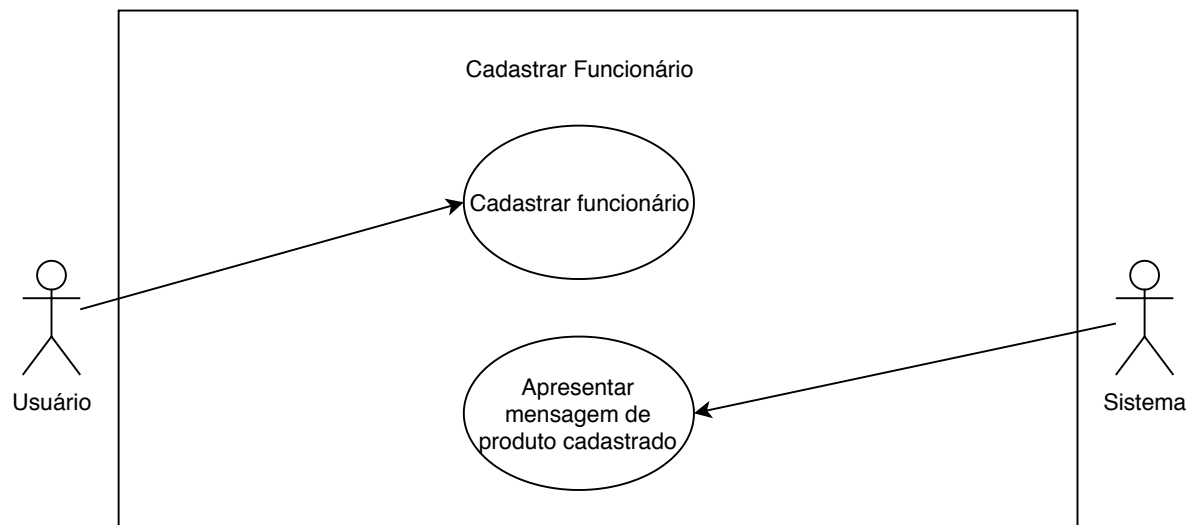 Cadastrar Funcionário
Cadastrar funcionário
Usuário
Apresentar
mensagem de
produto cadastrado
Sistema